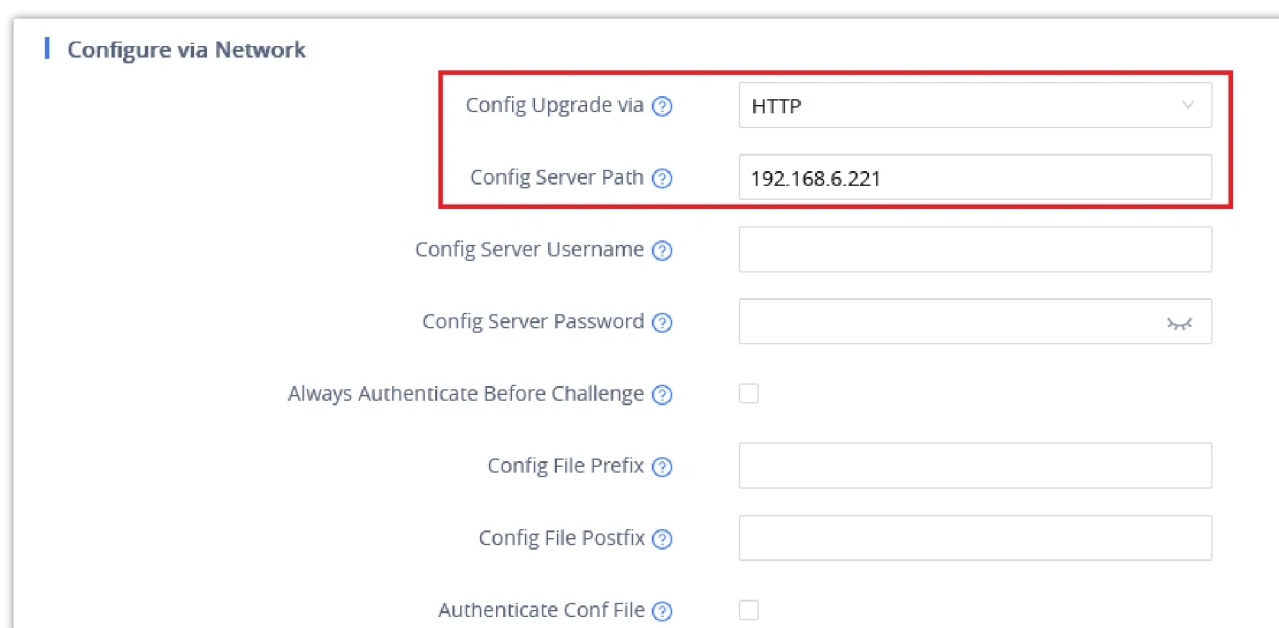 Configure via Network
Config Upgrade via ? HTTP
Config Server Path ? 192.168.6.221
Config Server Username ?
Config Server Password ?
Always Authenticate Before Challenge ?
Config File Prefix ?
Config File Postfix ?
Authenticate Conf File ?